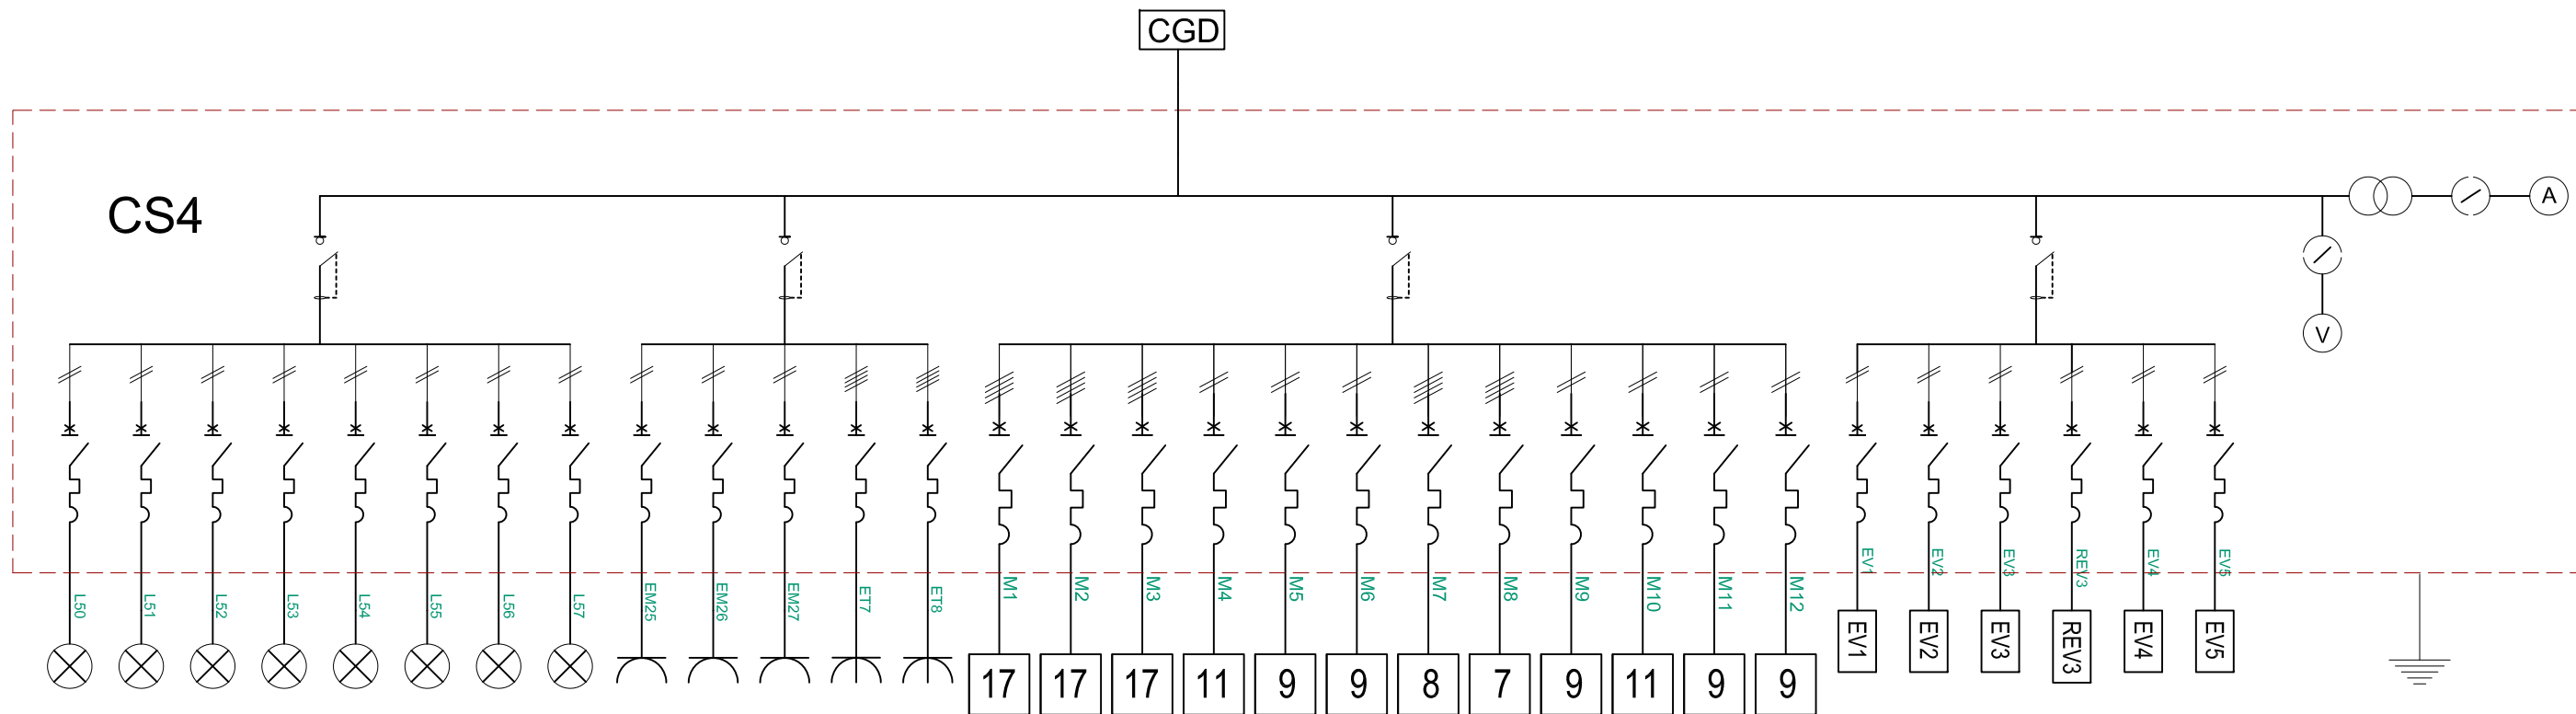 CGD
CS4
A
V
L50 L51 L52 L53 L54 L55 L56 L57 EM25 EM26 EM27 ET7 ET8 M1 M2 M3 M4 M5 M6 M7 M8 M9 M10 M11 M12 EV1 EV2 EV3 REV3 EV4 EV5
17 17 17 11 9 9 8 7 9 11 9 9 EV1 EV2 EV3 REV3 EV4 EV5